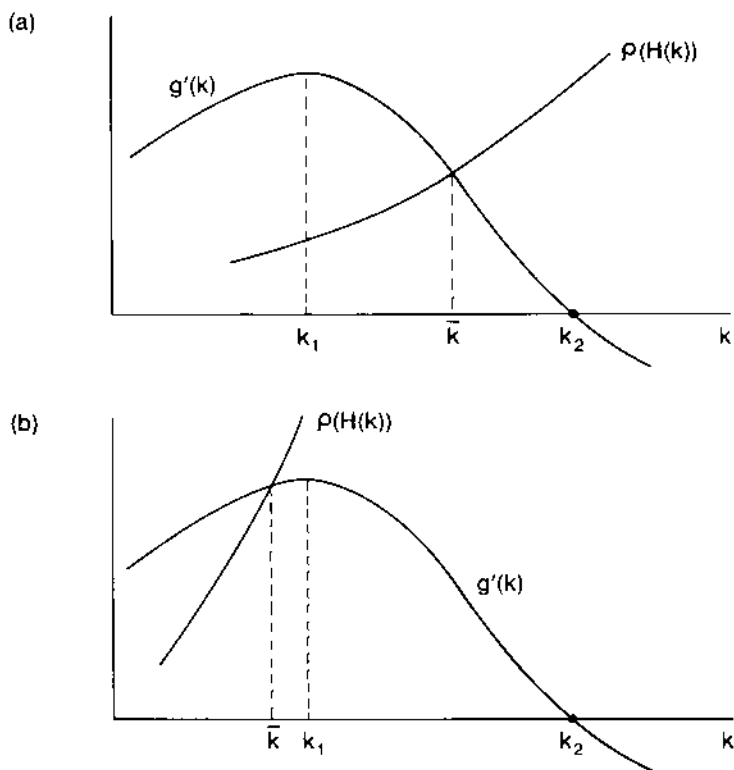 (a)
g'(k)
ρ(H(k))
k₁
k̄
k₂
k
(b)
ρ(H(k))
g'(k)
k̄
k₁
k₂
k